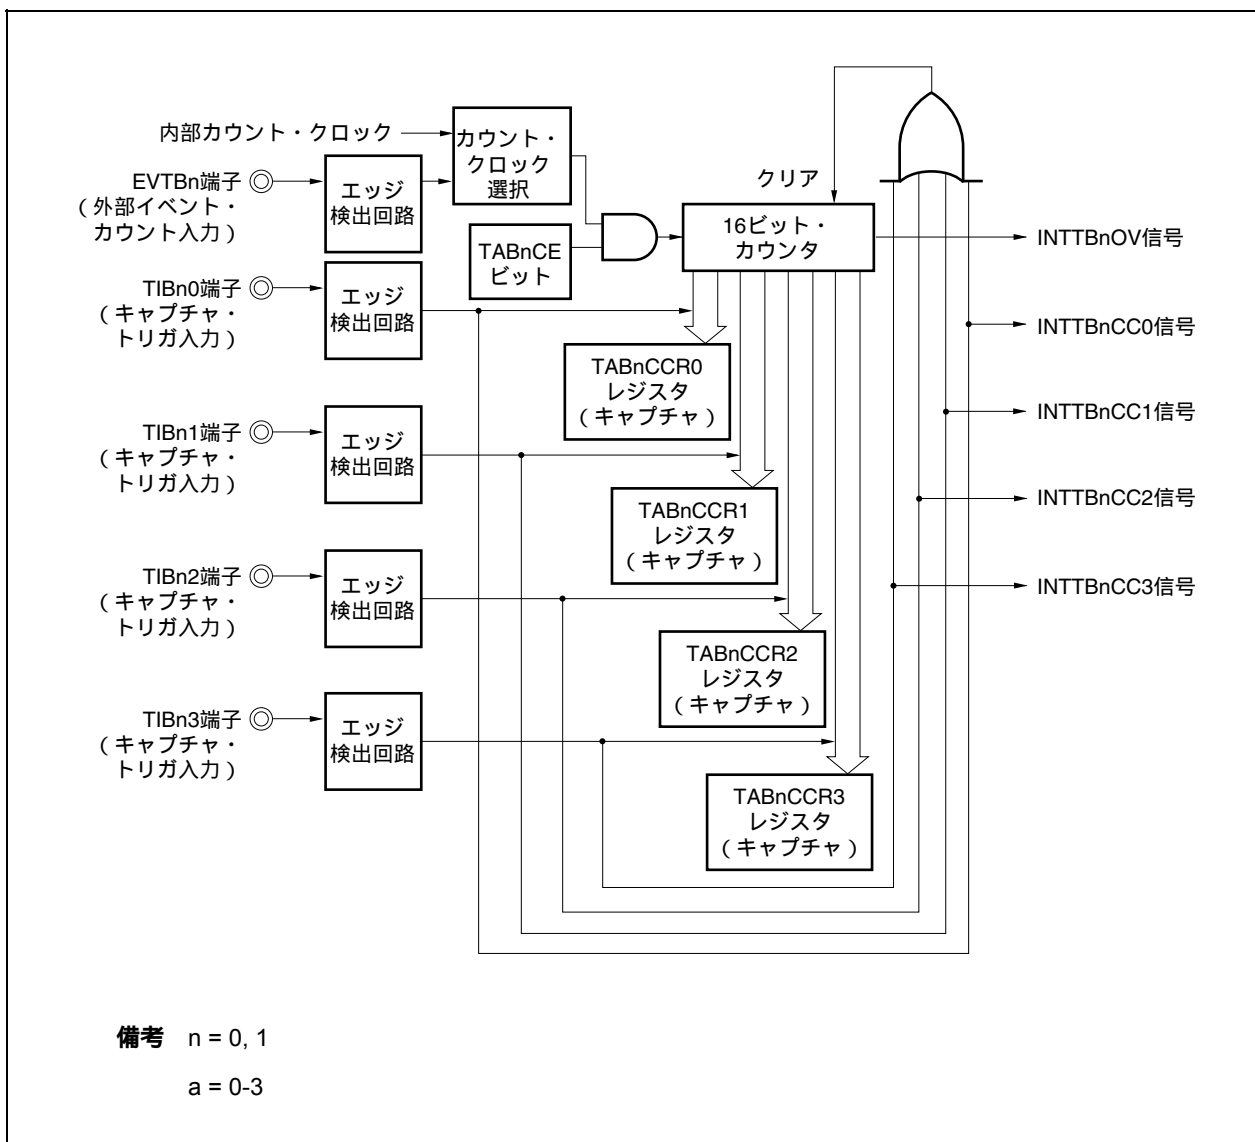 内部カウント・クロック
カウント・
クロック
選択
EVTBn端子
(外部イベント・
カウント入力)
エッジ
検出回路
TABnCE
ビット
クリア
16ビット・
カウンタ
INTTBnOV信号
TIBn0端子
(キャプチャ・
トリガ入力)
エッジ
検出回路
INTTBnCC0信号
TABnCCR0
レジスタ
(キャプチャ)
TIBn1端子
(キャプチャ・
トリガ入力)
エッジ
検出回路
INTTBnCC1信号
TABnCCR1
レジスタ
(キャプチャ)
INTTBnCC2信号
TIBn2端子
(キャプチャ・
トリガ入力)
エッジ
検出回路
INTTBnCC3信号
TABnCCR2
レジスタ
(キャプチャ)
TIBn3端子
(キャプチャ・
トリガ入力)
エッジ
検出回路
TABnCCR3
レジスタ
(キャプチャ)
備考 n = 0, 1
a = 0-3